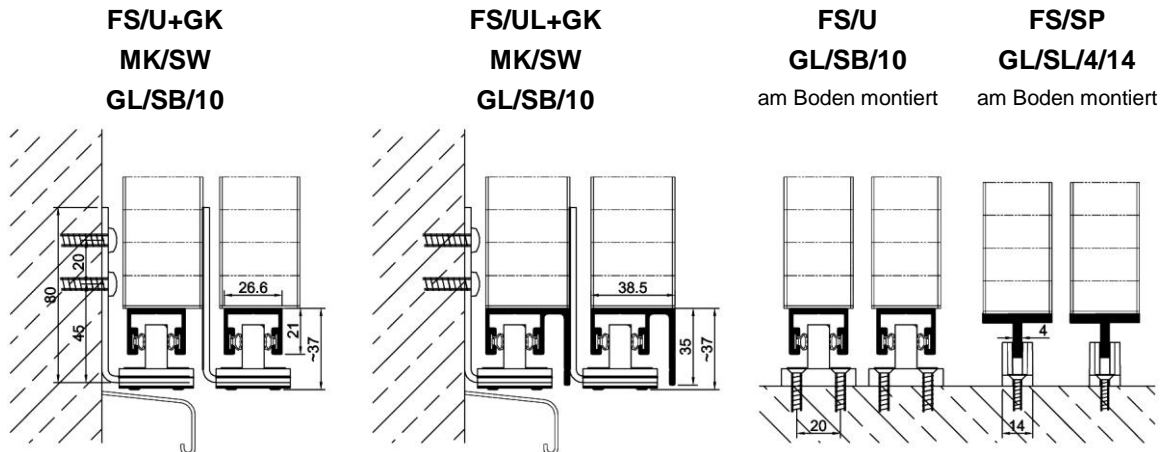 FS/U+GK
MK/SW
GL/SB/10
FS/UL+GK
MK/SW
GL/SB/10
FS/U
GL/SB/10
am Boden montiert
FS/SP
GL/SL/4/14
am Boden montiert
80
20
45
26.6
21
~37
38.5
35
~37
20
4
14